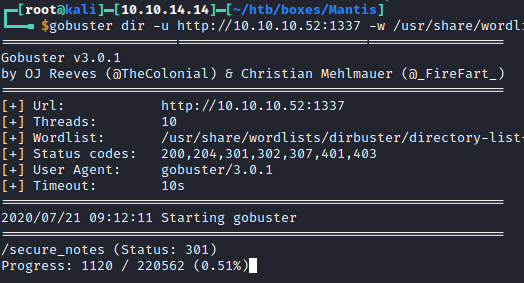 ┌─[root@kali]─[10.10.14.14]─[~/htb/boxes/Mantis]
└──╼ $gobuster dir -u http://10.10.10.52:1337 -w /usr/share/wordli
===============================================================
Gobuster v3.0.1
by OJ Reeves (@TheColonial) & Christian Mehlmauer (@_FireFart_)
===============================================================
[+] Url:            http://10.10.10.52:1337
[+] Threads:        10
[+] Wordlist:       /usr/share/wordlists/dirbuster/directory-list-
[+] Status codes:   200,204,301,302,307,401,403
[+] User Agent:     gobuster/3.0.1
[+] Timeout:        10s
===============================================================
2020/07/21 09:12:11 Starting gobuster
===============================================================
/secure_notes (Status: 301)
Progress: 1120 / 220562 (0.51%)